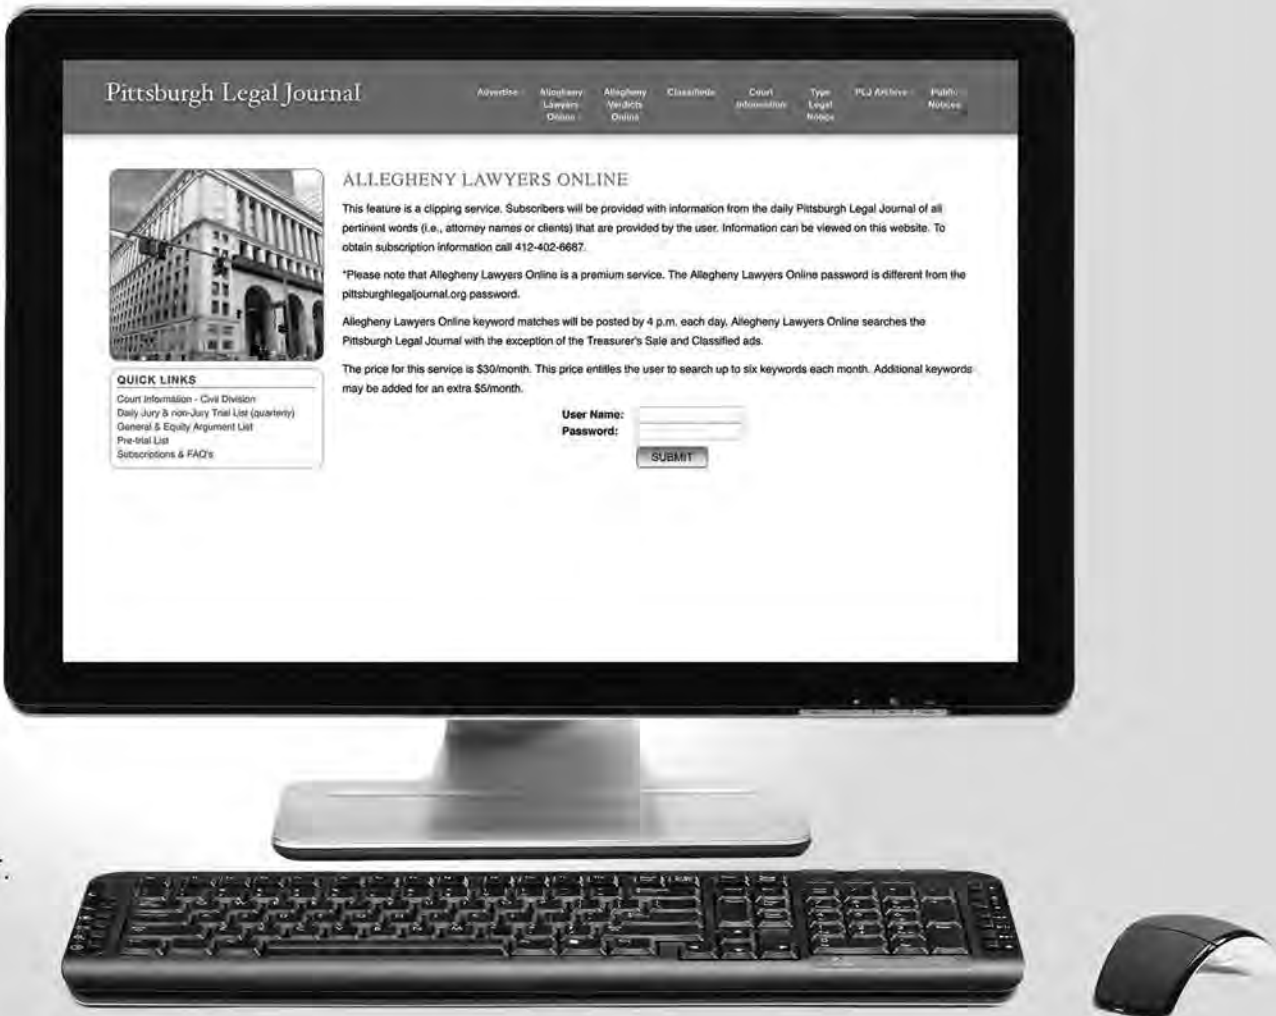 Pittsburgh Legal Journal
Advertise Allegheny Allegheny Classifieds Court Type PLJ Archive Public
Lawyers Verdicts Information Legal Notices
Online Online Notice
ALLEGHENY LAWYERS ONLINE
This feature is a clipping service. Subscribers will be provided with information from the daily Pittsburgh Legal Journal of all
pertinent words (i.e., attorney names or clients) that are provided by the user. Information can be viewed on this website. To
obtain subscription information call 412-402-6687.
*Please note that Allegheny Lawyers Online is a premium service. The Allegheny Lawyers Online password is different from the
pittsburghlegaljournal.org password.
Allegheny Lawyers Online keyword matches will be posted by 4 p.m. each day. Allegheny Lawyers Online searches the
Pittsburgh Legal Journal with the exception of the Treasurer's Sale and Classified ads.
The price for this service is $30/month. This price entitles the user to search up to six keywords each month. Additional keywords
may be added for an extra $5/month.
User Name:
Password:
SUBMIT
QUICK LINKS
Court Information - Civil Division
Daily Jury & non-Jury Trial List (quarterly)
General & Equity Argument List
Pre-trial List
Subscriptions & FAQ's